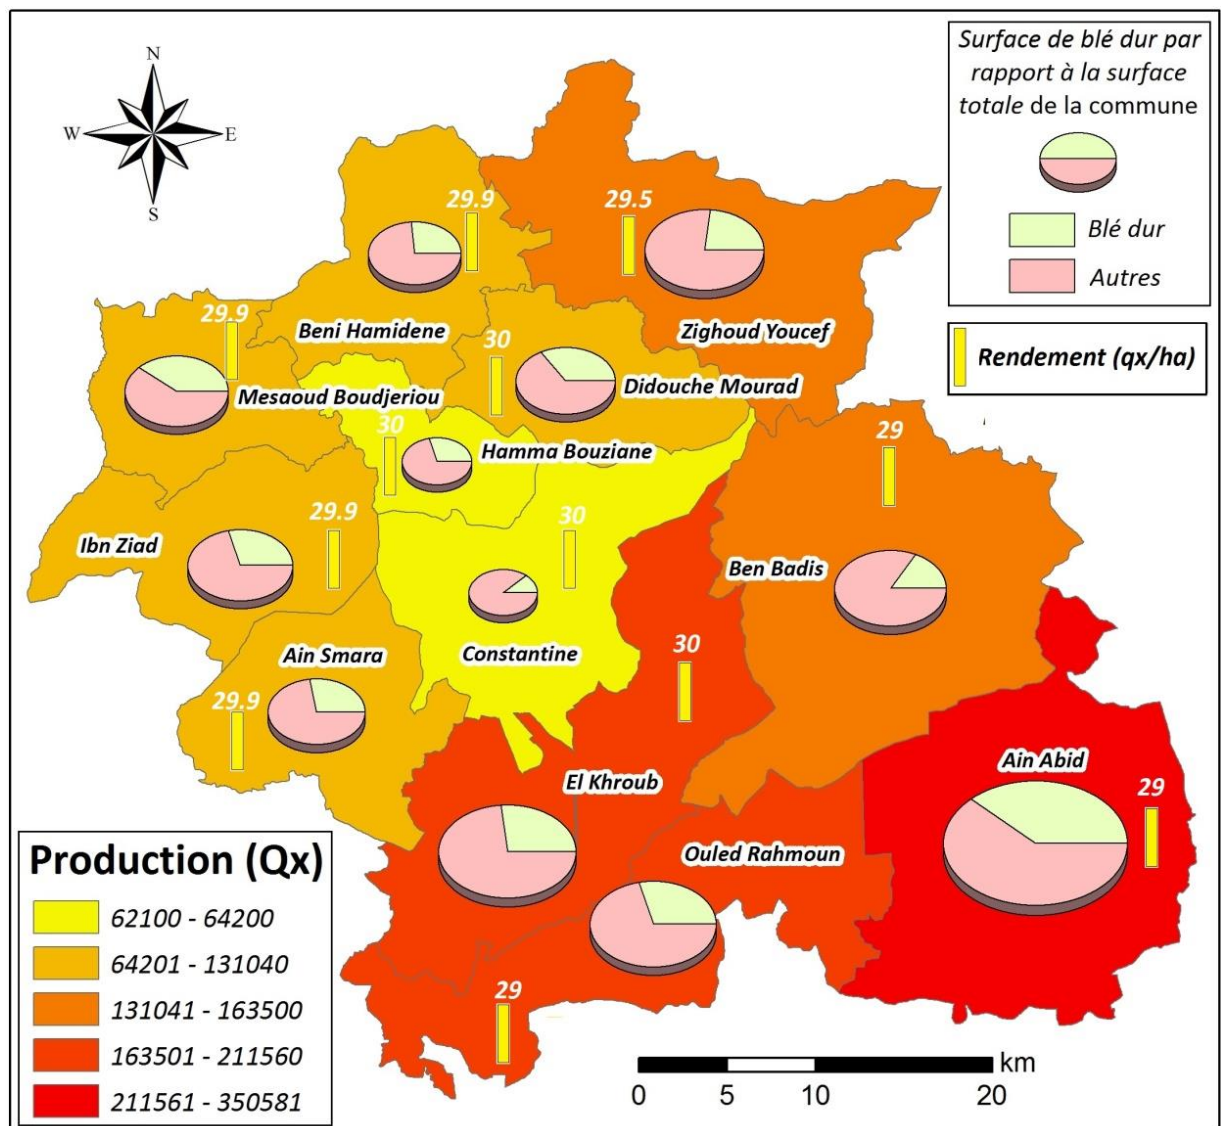 N
W
E
S
Surface de blé dur par
rapport à la surface
totale de la commune
Blé dur
Autres
Rendement (qx/ha)
29.9
29.5
Beni Hamidene
Zighoud Youcef
29.9
30
Mesaoud Boudjeriou
Didouche Mourad
30
Hamma Bouziane
29
29.9
30
Ibn Ziad
Ben Badis
Ain Smara
Constantine
30
29.9
El Khroub
Ain Abid
29
Ouled Rahmoun
29
Production (Qx)
62100 - 64200
64201 - 131040
131041 - 163500
163501 - 211560
211561 - 350581
km
0 5 10 20